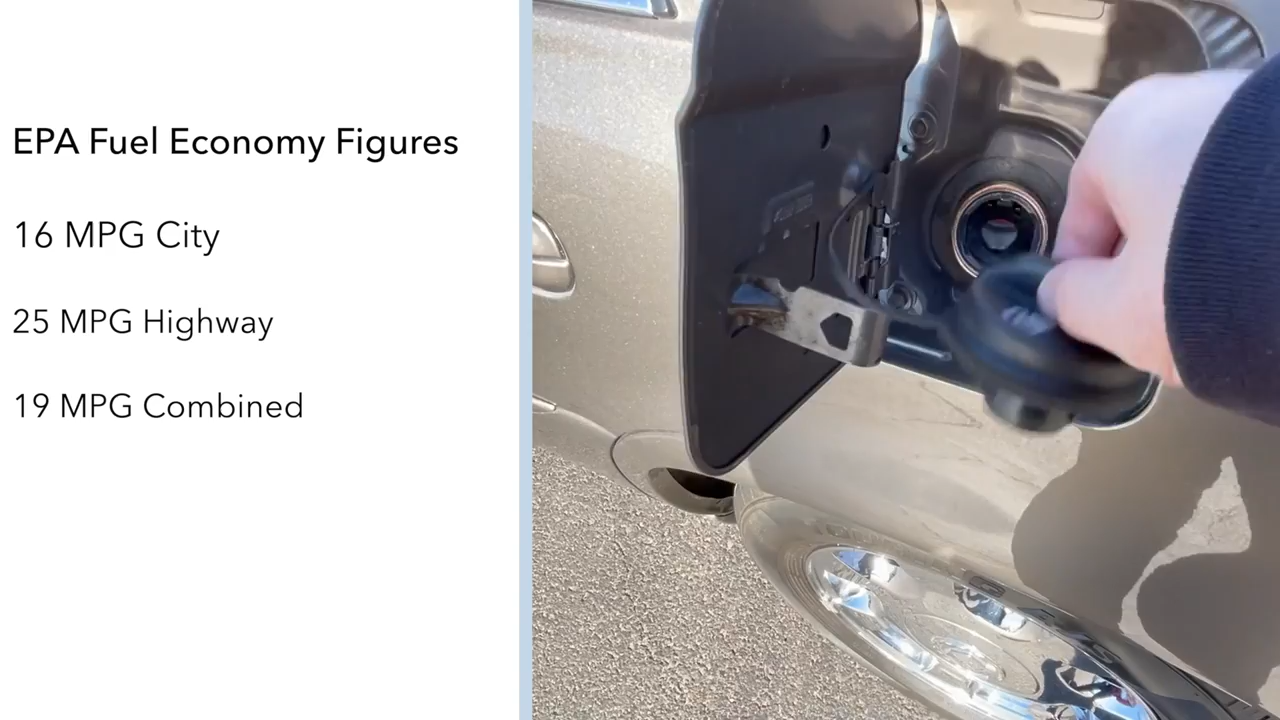 EPA Fuel Economy Figures
16 MPG City
25 MPG Highway
19 MPG Combined